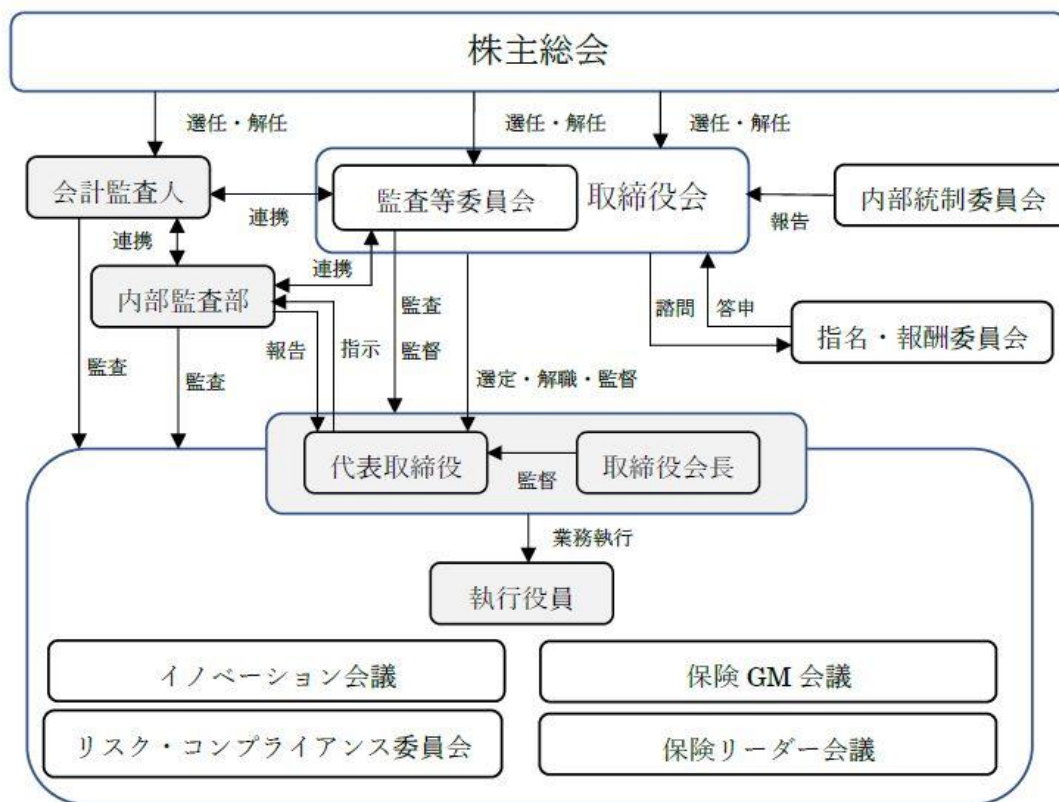 株主総会
選任・解任
選任・解任
選任・解任
会計監査人
監査等委員会
取締役会
内部統制委員会
連携
報告
連携
内部監査部
連携
監査
監督
諮問
答申
指名・報酬委員会
報告
指示
監査
監査
選定・解職・監督
代表取締役
監督
取締役会長
業務執行
執行役員
イノベーション会議
保険 GM 会議
リスク・コンプライアンス委員会
保険リーダー会議